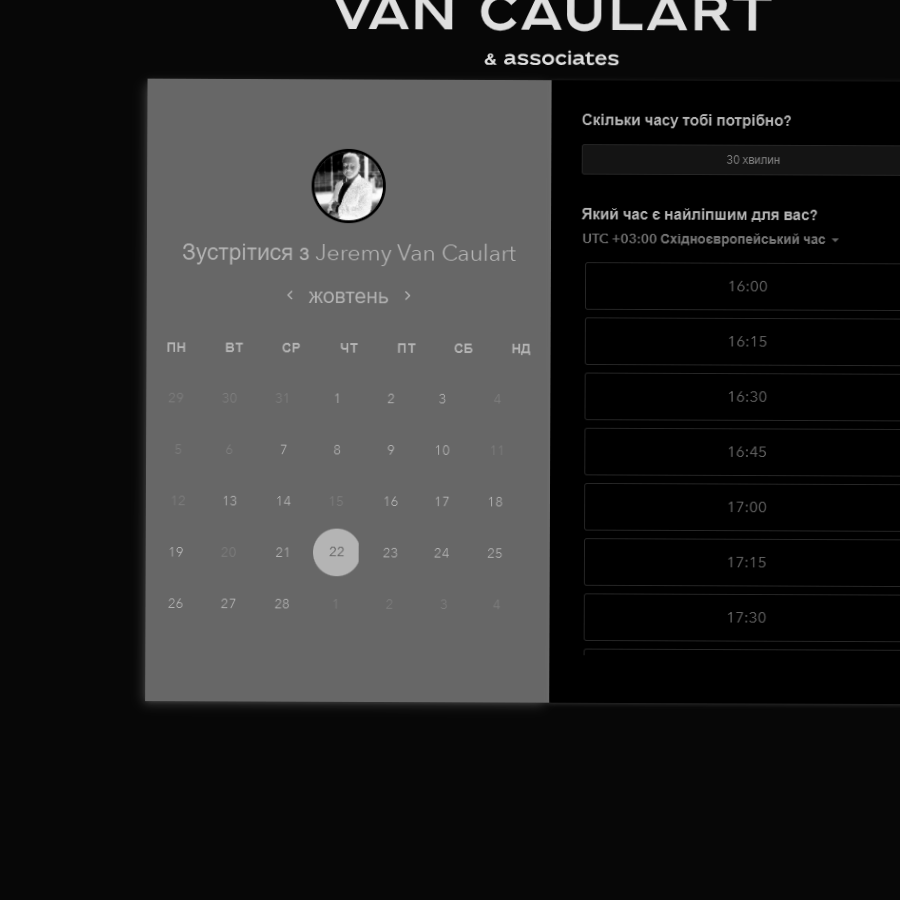 VAN CAULART
& associates
Зустрітися з Jeremy Van Caulart
жовтень
ПН ВТ СР ЧТ ПТ СБ НД
29 30 31 1 2 3 4
5 6 7 8 9 10 11
12 13 14 15 16 17 18
19 20 21 22 23 24 25
26 27 28 1 2 3 4
Скільки часу тобі потрібно?
30 хвилин
Який час є найліпшим для вас?
UTC +03:00 Східноєвропейський час
16:00
16:15
16:30
16:45
17:00
17:15
17:30